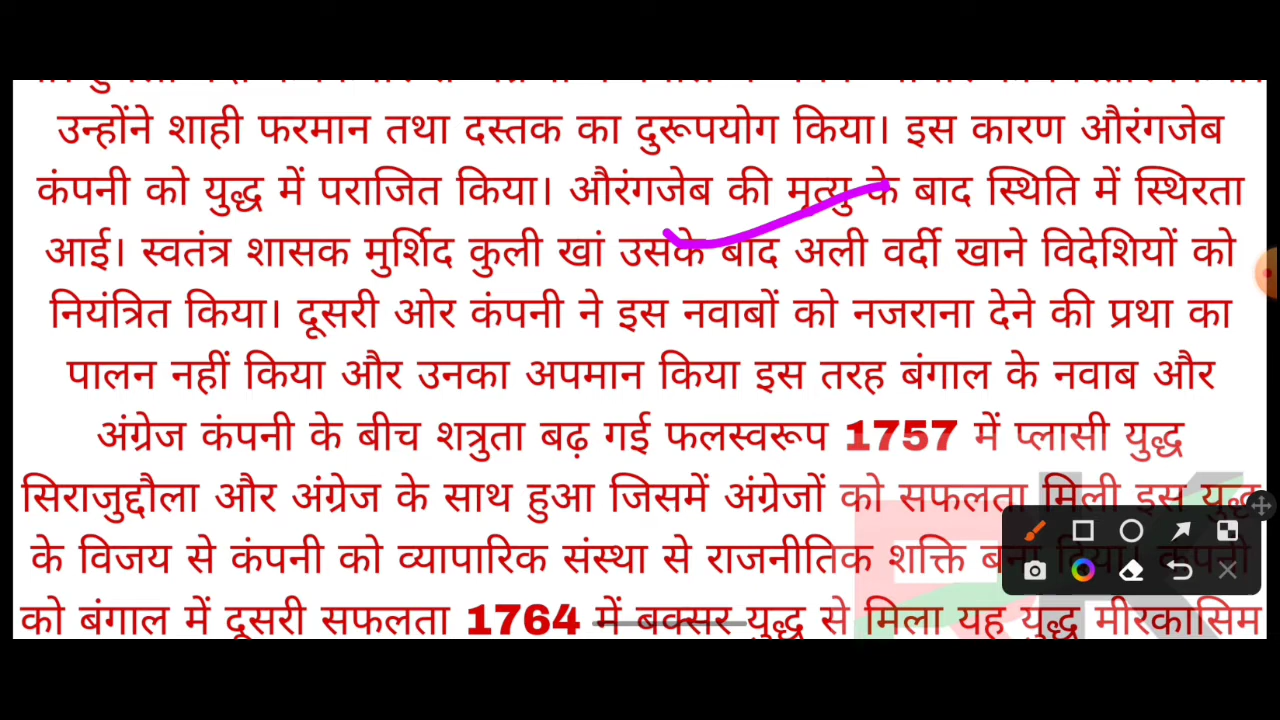 उन्होंने शाही फरमान तथा दस्तक का दुरूपयोग किया। इस कारण औरंगजेब
कंपनी को युद्ध में पराजित किया। औरंगजेब की मृत्यु के बाद स्थिति में स्थिरता
आई। स्वतंत्र शासक मुर्शिद कुली खां उसके बाद अली वर्दी खाने विदेशियों को
नियंत्रित किया। दूसरी ओर कंपनी ने इस नवाबों को नजराना देने की प्रथा का
पालन नहीं किया और उनका अपमान किया इस तरह बंगाल के नवाब और
अंग्रेज कंपनी के बीच शत्रुता बढ़ गई फलस्वरूप 1757 में प्लासी युद्ध
सिराजुद्दौला और अंग्रेज के साथ हुआ जिसमें अंग्रेजों को सफलता मिली इस युद्ध
के विजय से कंपनी को व्यापारिक संस्था से राजनीतिक शक्ति बना दिया। कंपनी
को बंगाल में दूसरी सफलता 1764 में बक्सर युद्ध से मिला यह युद्ध मीरकासिम